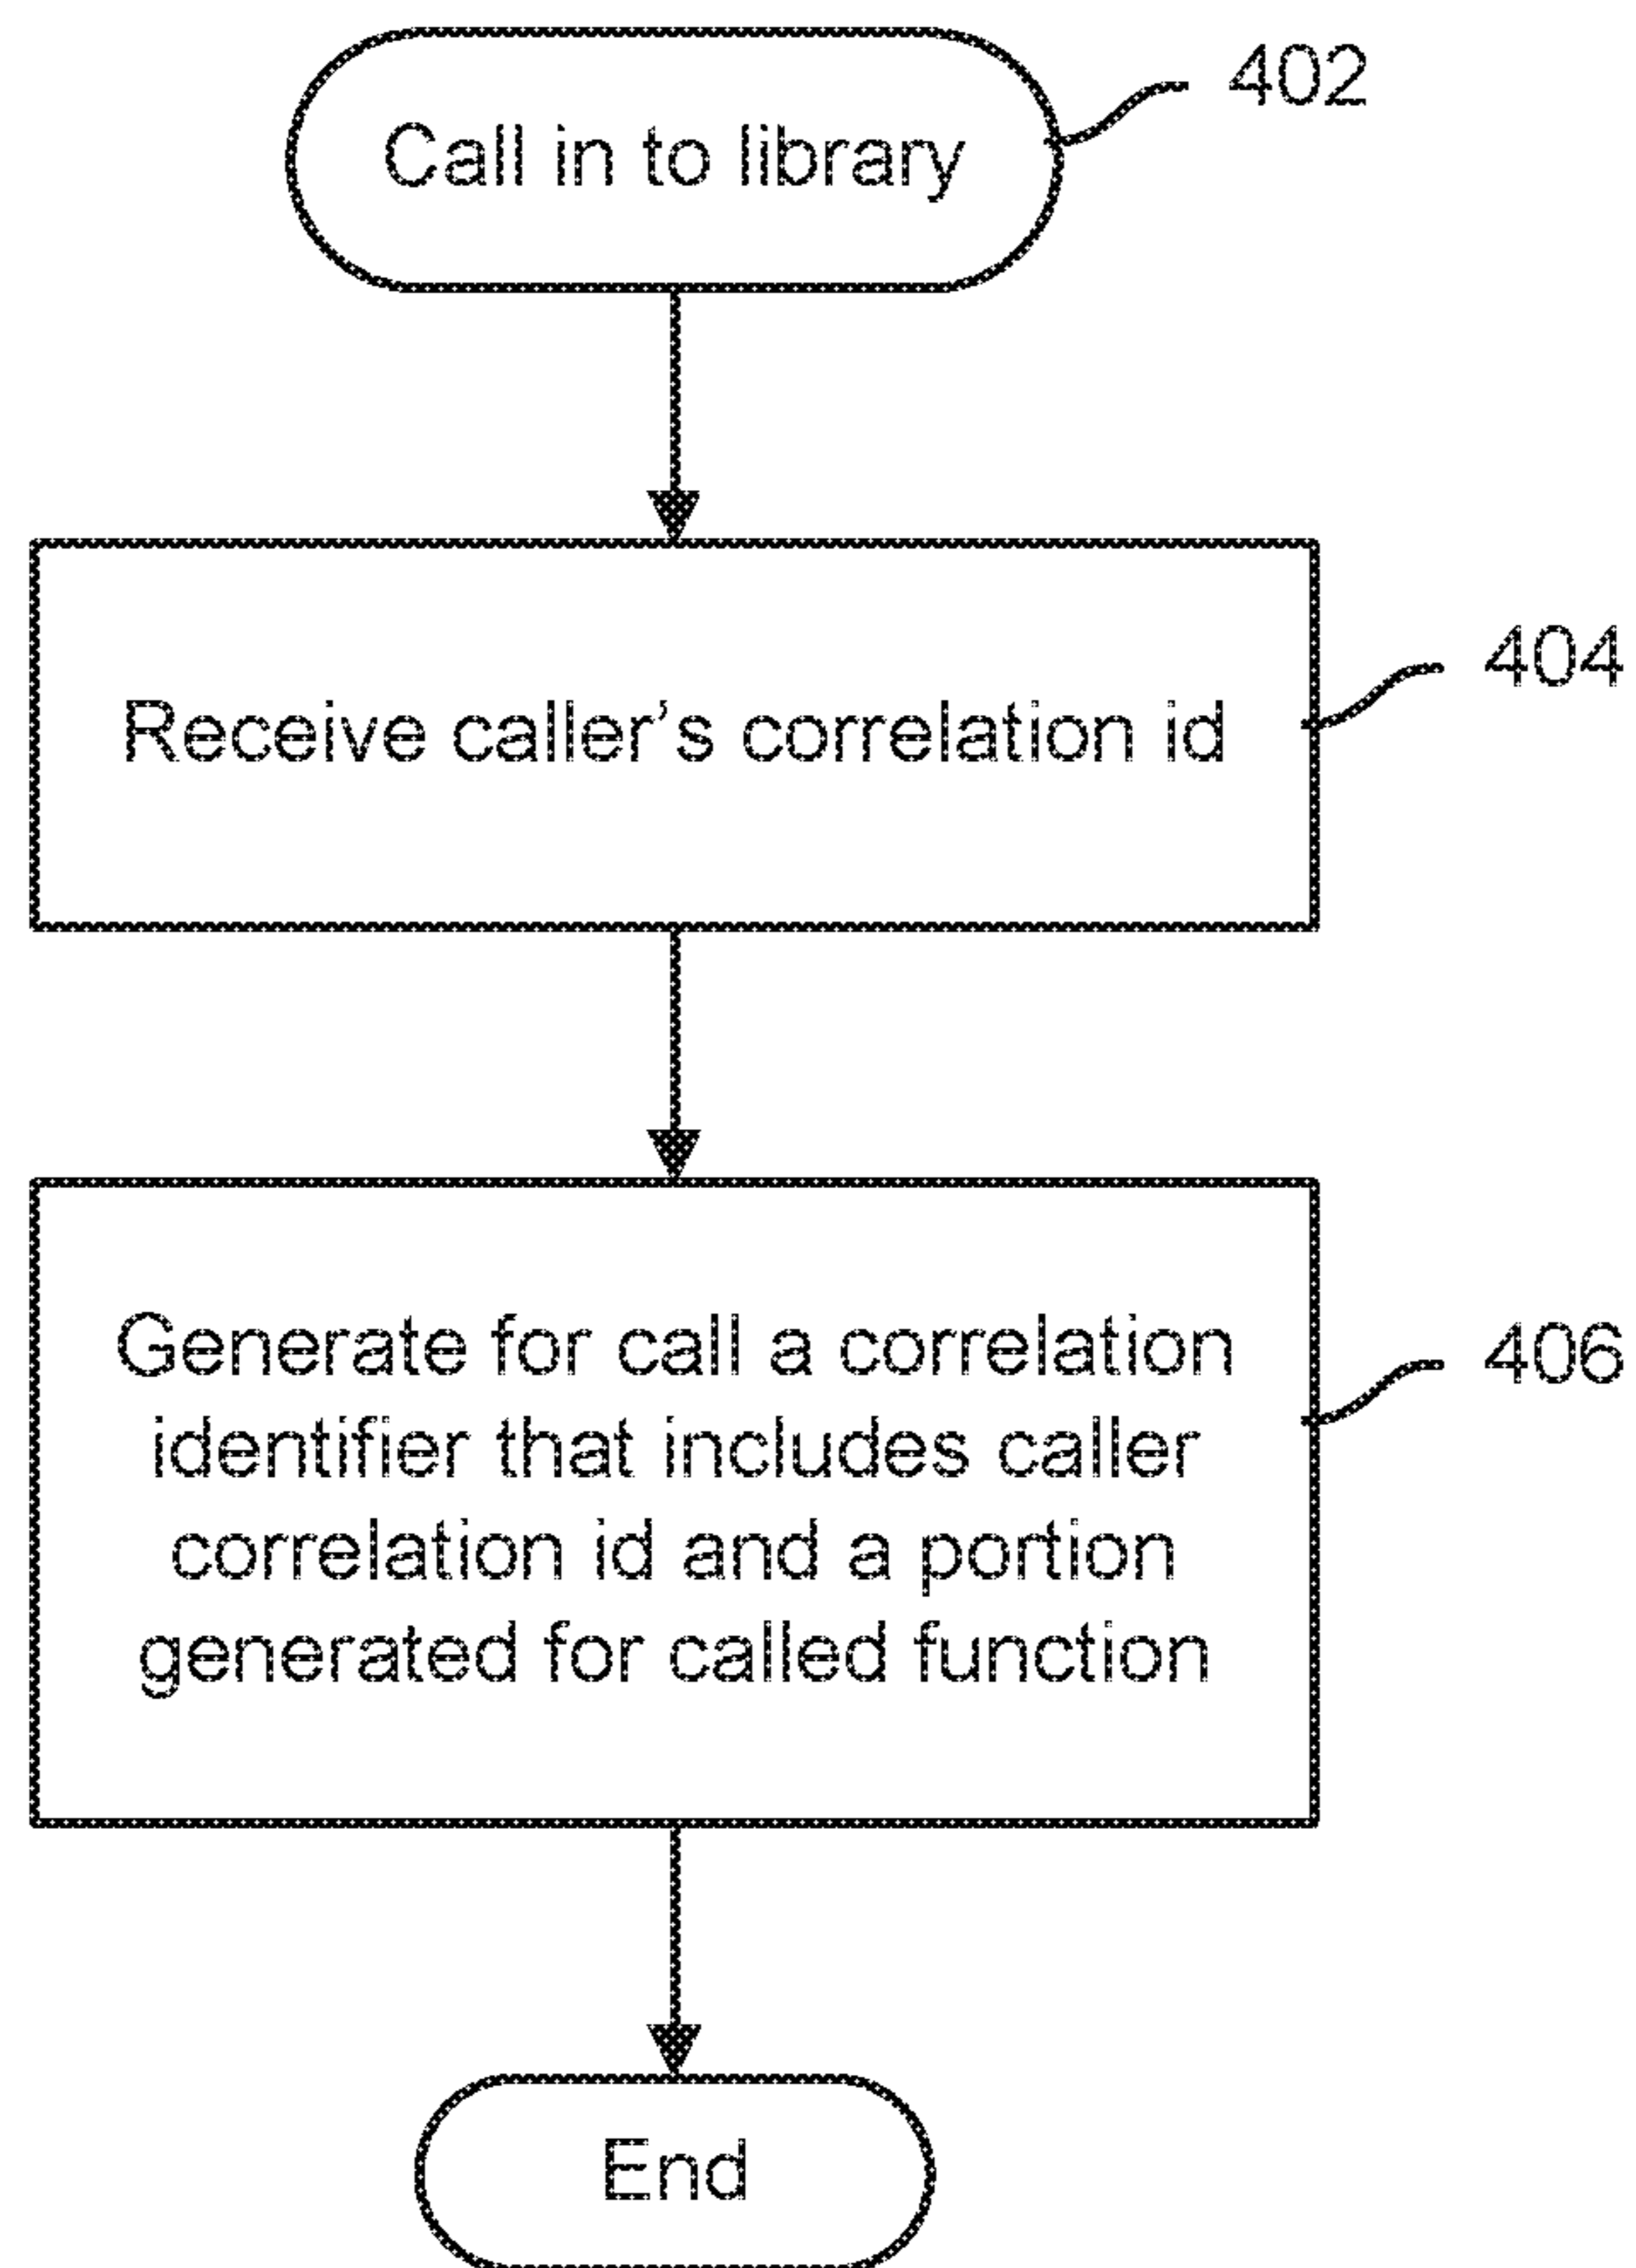 Call in to library
402
Receive caller’s correlation id
404
Generate for call a correlation
identifier that includes caller
correlation id and a portion
generated for called function
406
End